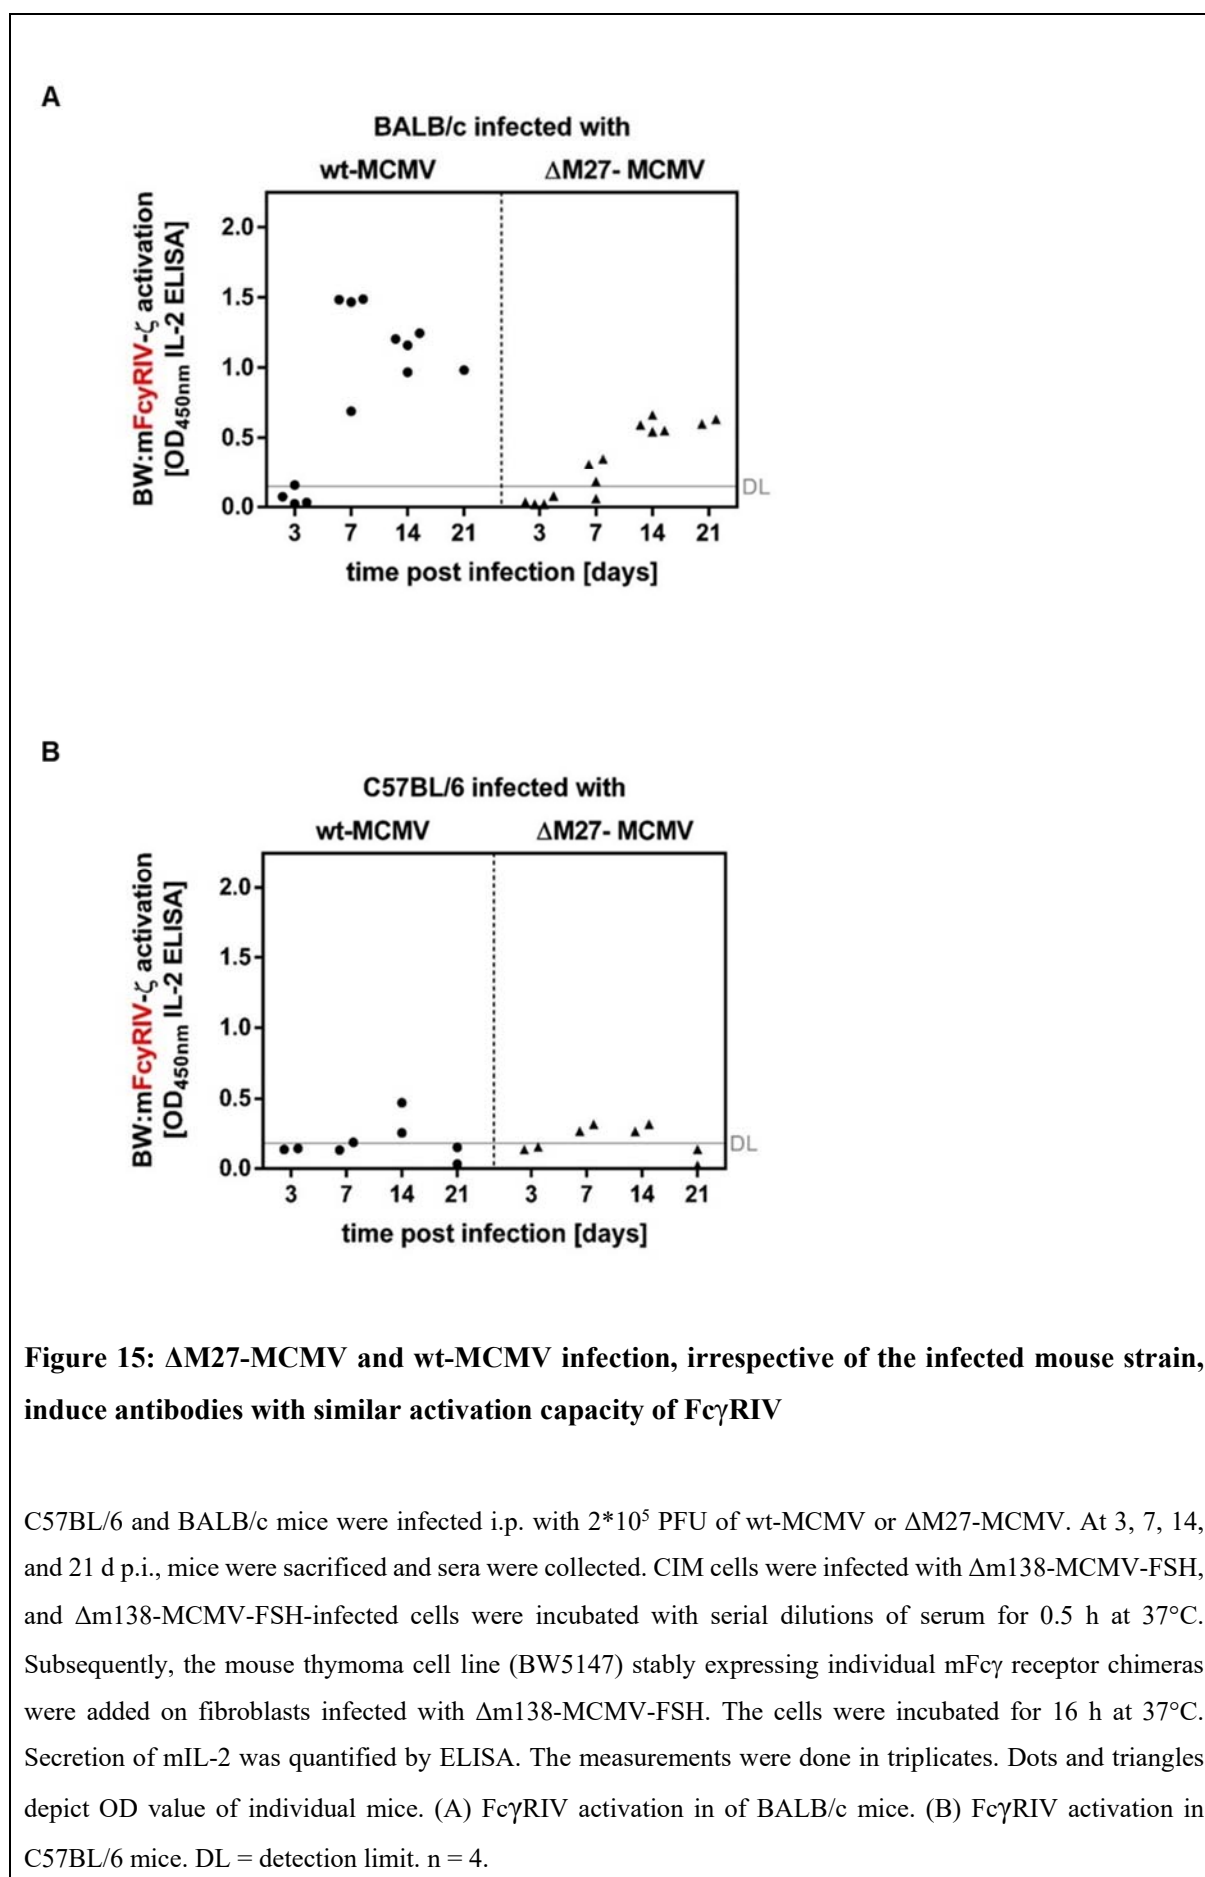 A
BALB/c infected with
wt-MCMV ΔM27- MCMV
BW:mFcyRIV-ζ activation
[OD450nm IL-2 ELISA]
2.0
1.5
1.0
0.5
0.0
DL
3 7 14 21 3 7 14 21
time post infection [days]
B
C57BL/6 infected with
wt-MCMV ΔM27- MCMV
BW:mFcyRIV-ζ activation
[OD450nm IL-2 ELISA]
2.0
1.5
1.0
0.5
0.0
DL
3 7 14 21 3 7 14 21
time post infection [days]
Figure 15: ΔM27-MCMV and wt-MCMV infection, irrespective of the infected mouse strain,
induce antibodies with similar activation capacity of FcγRIV
C57BL/6 and BALB/c mice were infected i.p. with 2*10⁵ PFU of wt-MCMV or ΔM27-MCMV. At 3, 7, 14,
and 21 d p.i., mice were sacrificed and sera were collected. CIM cells were infected with Δm138-MCMV-FSH,
and Δm138-MCMV-FSH-infected cells were incubated with serial dilutions of serum for 0.5 h at 37°C.
Subsequently, the mouse thymoma cell line (BW5147) stably expressing individual mFcγ receptor chimeras
were added on fibroblasts infected with Δm138-MCMV-FSH. The cells were incubated for 16 h at 37°C.
Secretion of mIL-2 was quantified by ELISA. The measurements were done in triplicates. Dots and triangles
depict OD value of individual mice. (A) FcγRIV activation in of BALB/c mice. (B) FcγRIV activation in
C57BL/6 mice. DL = detection limit. n = 4.